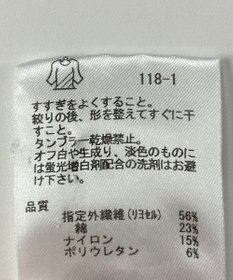 118-1
すすぎをよくすること。
絞りの後、形を整えてすぐに干
すこと。
タンブラー乾燥禁止。
オフ白や生成り、淡色のものに
は蛍光増白剤配合の洗剤はお避
け下さい。
品質
指定外繊維(リヨセル) 56%
綿 23%
ナイロン 15%
ポリウレタン 6%